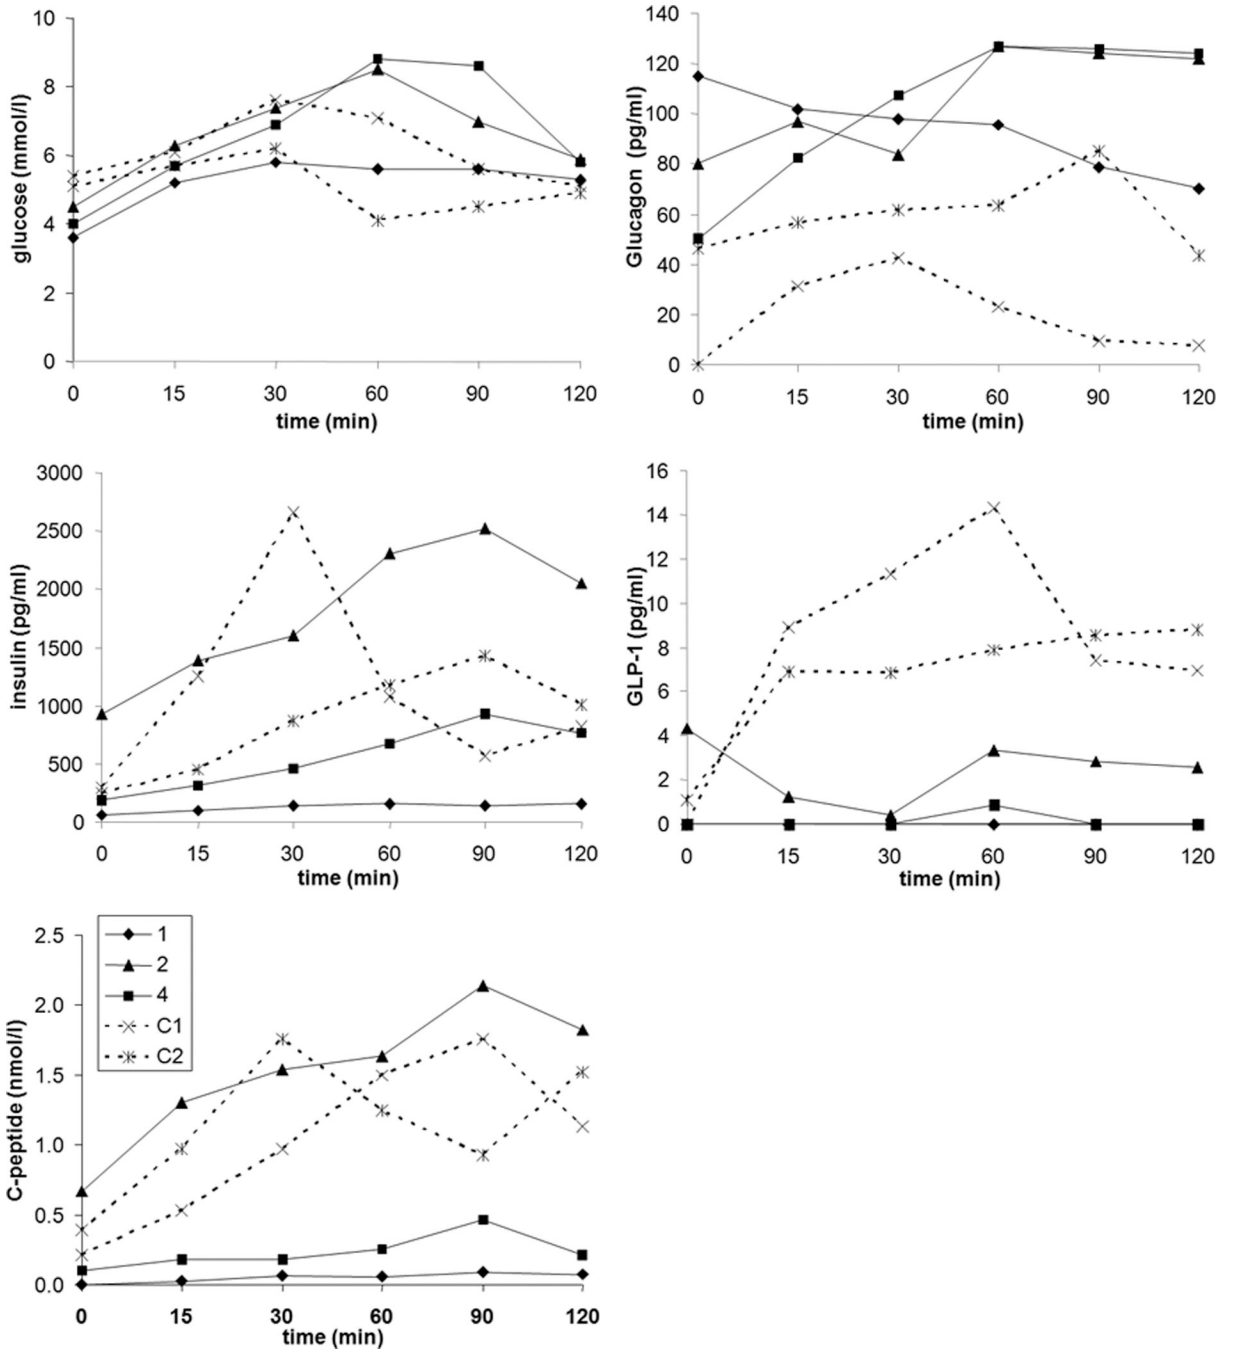 glucose (mmol/l)
10
8
6
4
2
0
0 15 30 60 90 120
time (min)
Glucagon (pg/ml)
140
120
100
80
60
40
20
0
0 15 30 60 90 120
time (min)
insulin (pg/ml)
3000
2500
2000
1500
1000
500
0
0 15 30 60 90 120
time (min)
GLP-1 (pg/ml)
16
14
12
10
8
6
4
2
0
0 15 30 60 90 120
time (min)
C-peptide (nmol/l)
2.5
2.0
1.5
1.0
0.5
0.0
1
2
4
C1
C2
0 15 30 60 90 120
time (min)